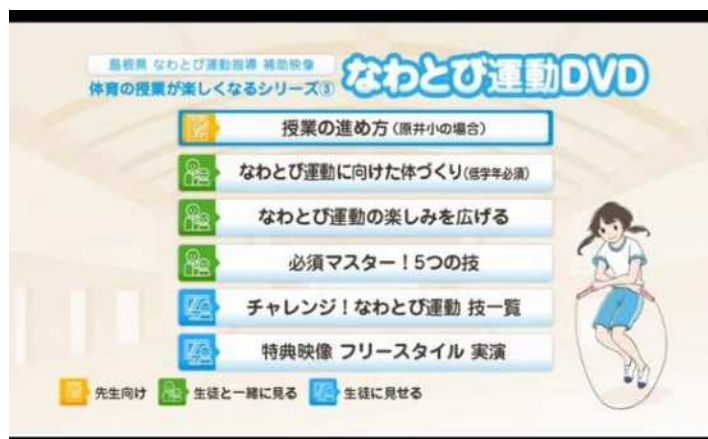 島根県 なわとび運動指導 補助映像
体育の授業が楽しくなるシリーズ⑤
なわとび運動DVD
授業の進め方(原井小の場合)
なわとび運動に向けた体づくり(低学年必須)
なわとび運動の楽しみを広げる
必須マスター!5つの技
チャレンジ!なわとび運動 技一覧
特典映像 フリースタイル 実演
先生向け 生徒と一緒に見る 生徒に見せる